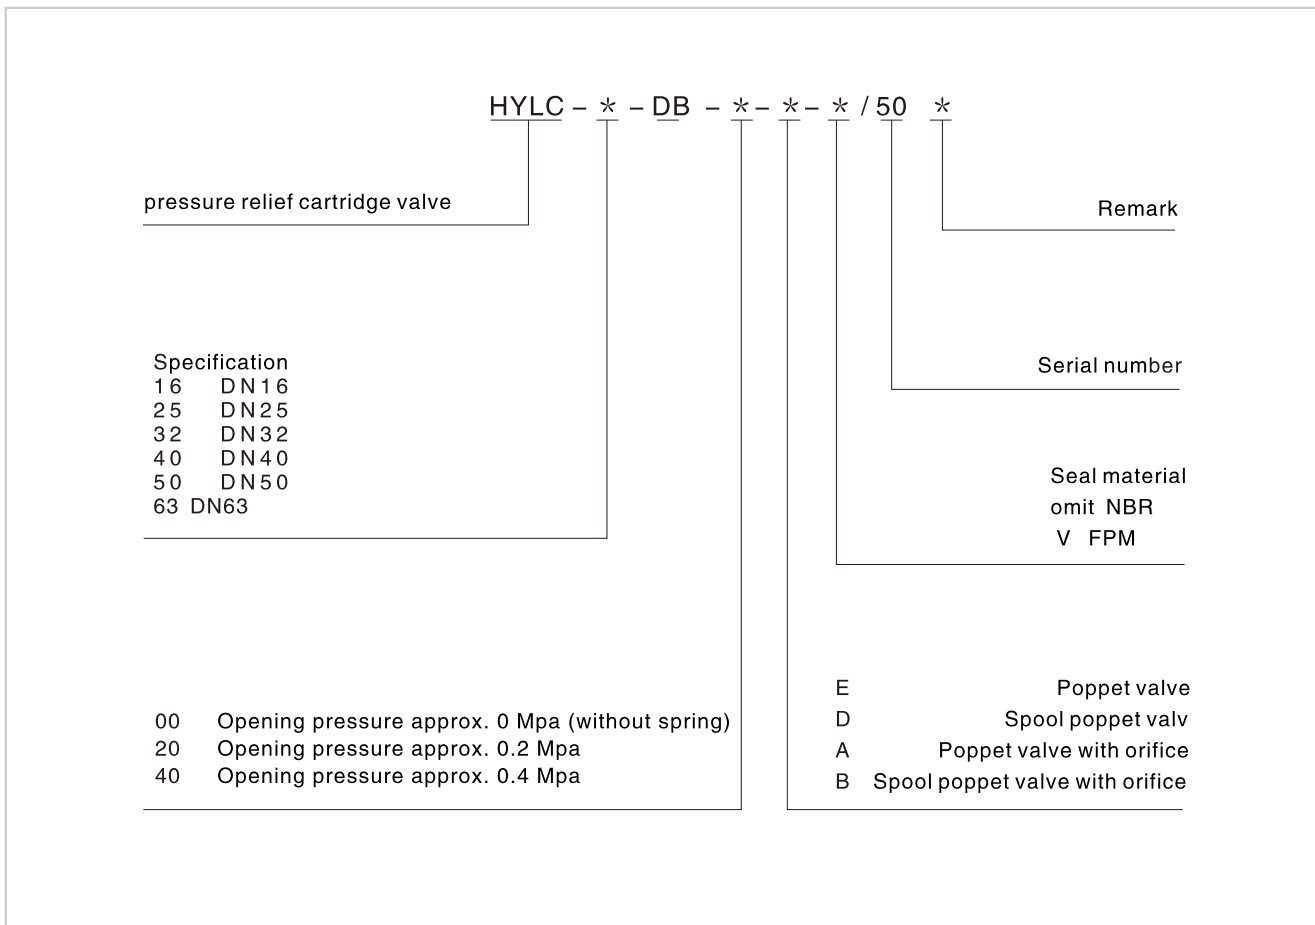 HYLC – * – DB – * – * – * / 50 *
pressure relief cartridge valve
Remark
Specification
16 DN16
25 DN25
32 DN32
40 DN40
50 DN50
63 DN63
Serial number
Seal material
omit NBR
V FPM
00 Opening pressure approx. 0 Mpa (without spring)
20 Opening pressure approx. 0.2 Mpa
40 Opening pressure approx. 0.4 Mpa
E Poppet valve
D Spool poppet valv
A Poppet valve with orifice
B Spool poppet valve with orifice